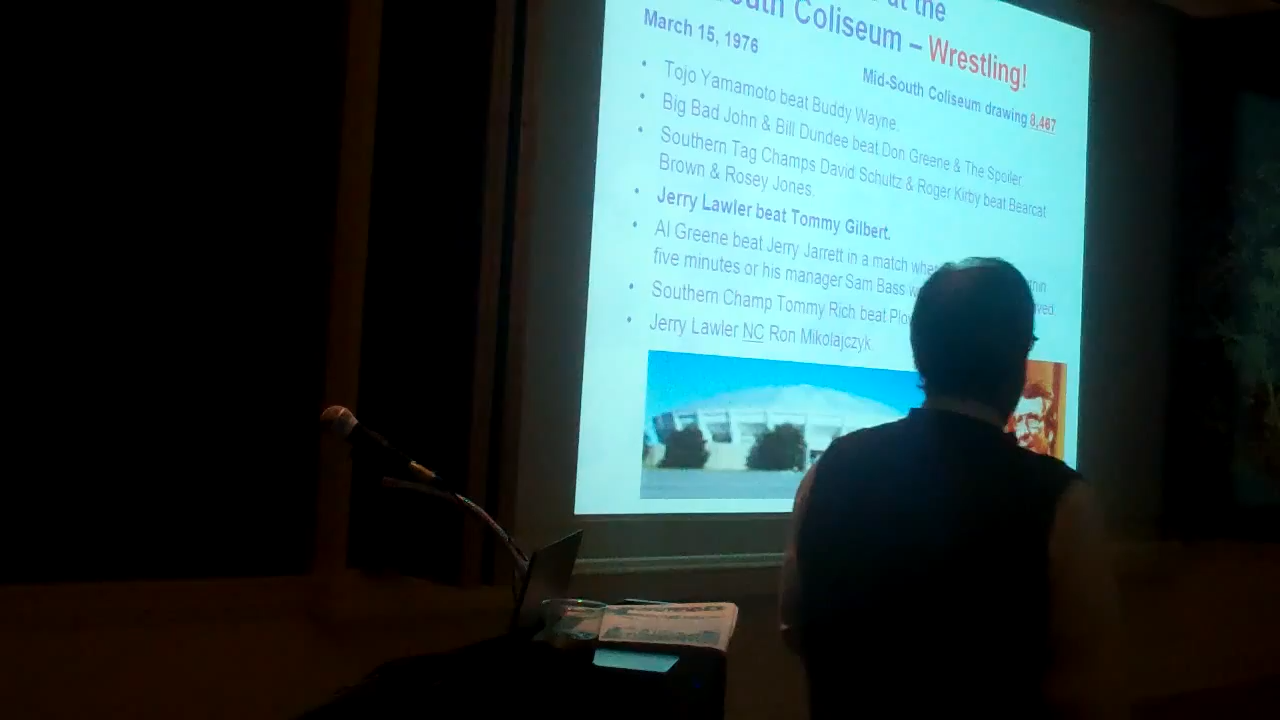 at the
South Coliseum – Wrestling!
March 15, 1976
Mid-South Coliseum drawing 8,467
• Tojo Yamamoto beat Buddy Wayne.
• Big Bad John & Bill Dundee beat Don Greene & The Spoiler
• Southern Tag Champs David Schultz & Roger Kirby beat Bearcat
Brown & Rosey Jones.
• Jerry Lawler beat Tommy Gilbert.
• Al Greene beat Jerry Jarrett in a match
five minutes or his manager Sam Bass
• Southern Champ Tommy Rich beat
• Jerry Lawler NC Ron Mikolajczyk.